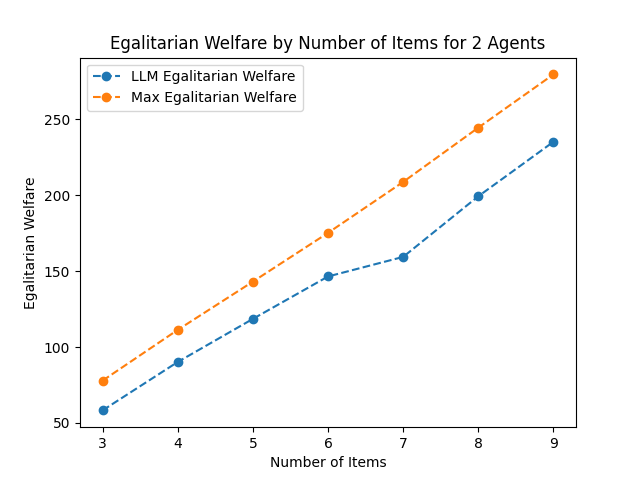 Egalitarian Welfare by Number of Items for 2 Agents
LLM Egalitarian Welfare
Max Egalitarian Welfare
250
200
150
100
50
Egalitarian Welfare
3 4 5 6 7 8 9
Number of Items